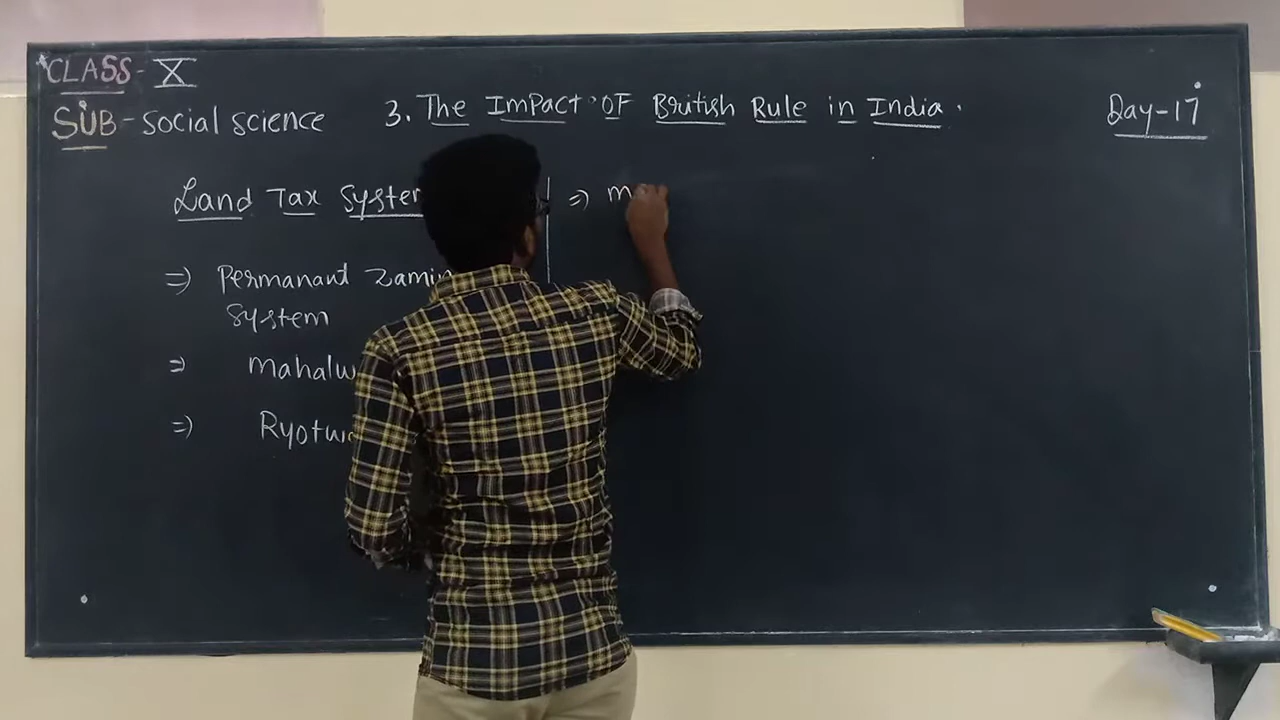 CLASS - X
SUB - Social science
3. The Impact OF British Rule in India.
Day-17
Land Tax System
=> Permanant Zamin
System
=> mahalw
=> Ryotw
=> m